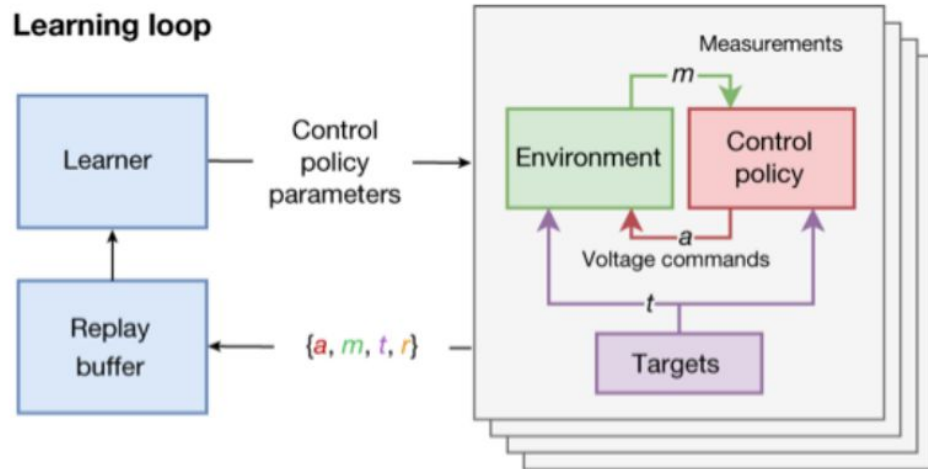 Learning loop
Measurements
m
Learner
Control
policy
parameters
Environment
Control
policy
a
Voltage commands
t
Replay
buffer
{a, m, t, r}
Targets